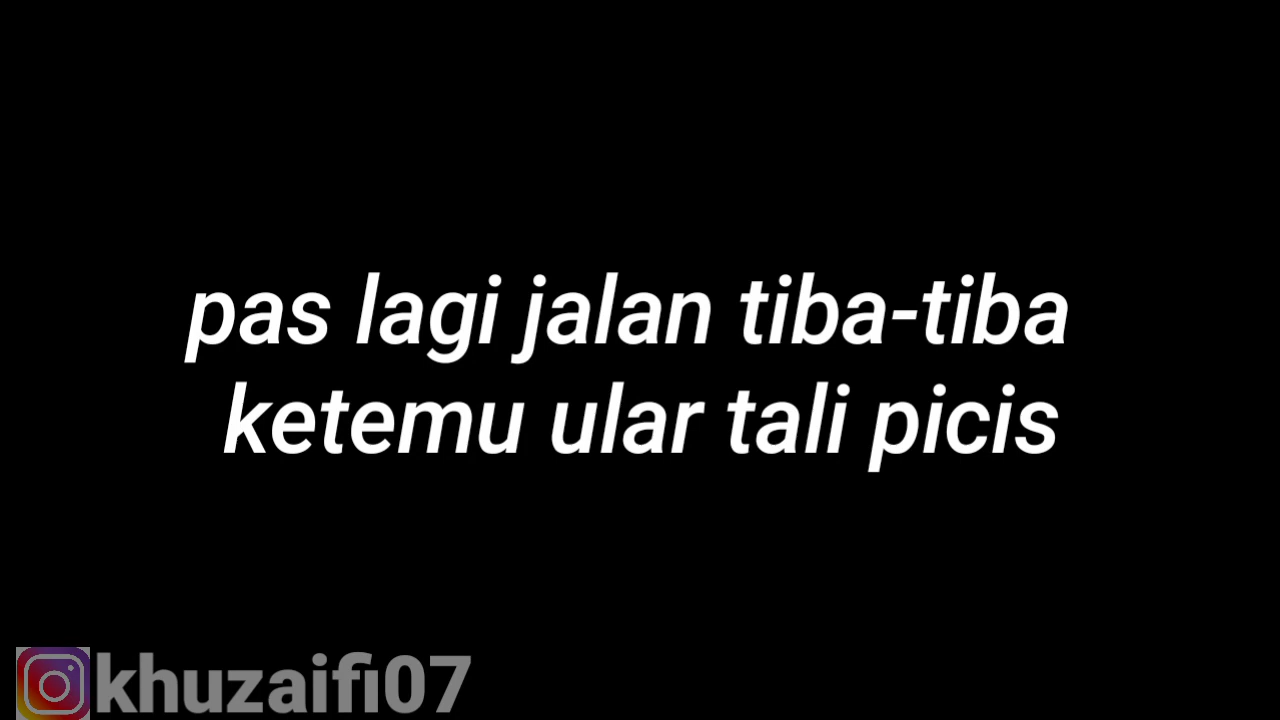 pas lagi jalan tiba-tiba
ketemu ular tali picis
khuzaifi07